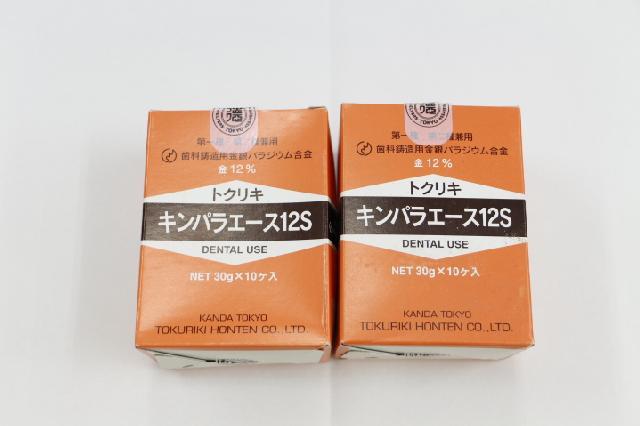 第一種 第二種兼用
歯科鋳造用金銀パラジウム合金
金 12%
トクリキ
キンパラエース12S
DENTAL USE
NET 30g×10ケ入
KANDA TOKYO
TOKURIKI HONTEN CO., LTD.
第一種 第二種兼用
歯科鋳造用金銀パラジウム合金
金 12%
トクリキ
キンパラエース12S
DENTAL USE
NET 30g×10ケ入
KANDA TOKYO
TOKURIKI HONTEN CO., LTD.